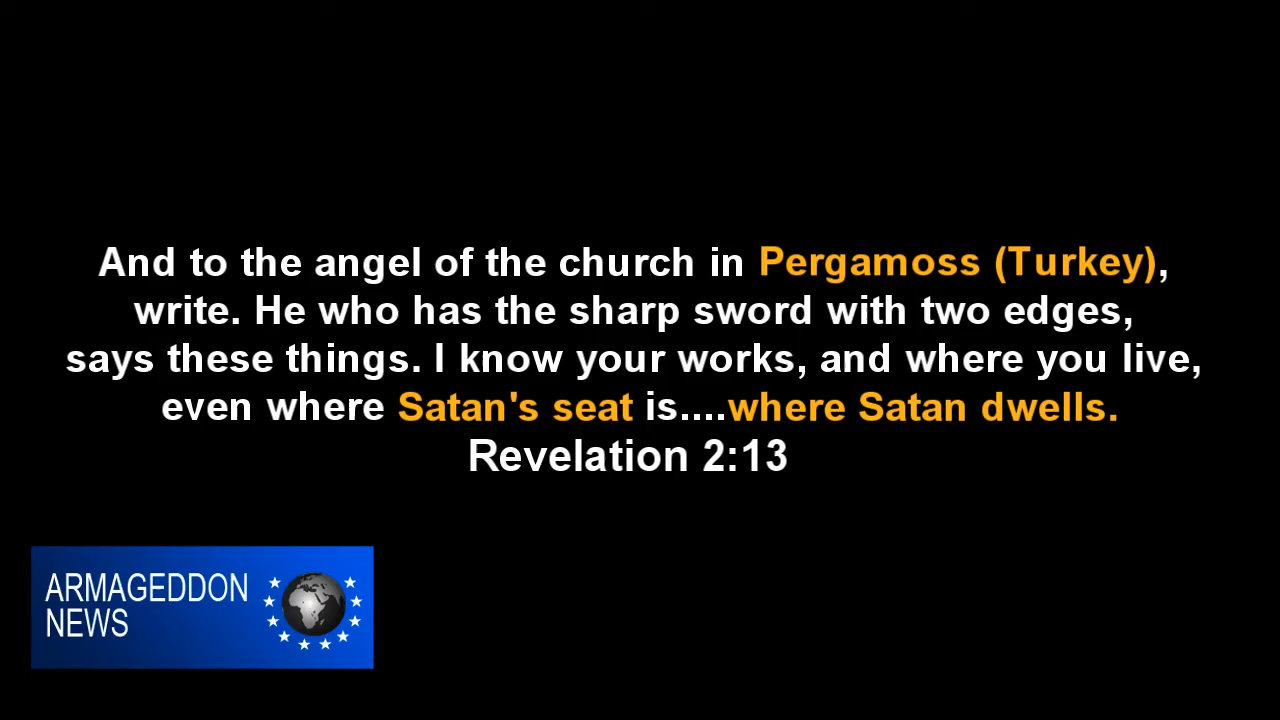 And to the angel of the church in Pergamoss (Turkey),
write. He who has the sharp sword with two edges,
says these things. I know your works, and where you live,
even where Satan's seat is....where Satan dwells.
Revelation 2:13
ARMAGEDDON
NEWS